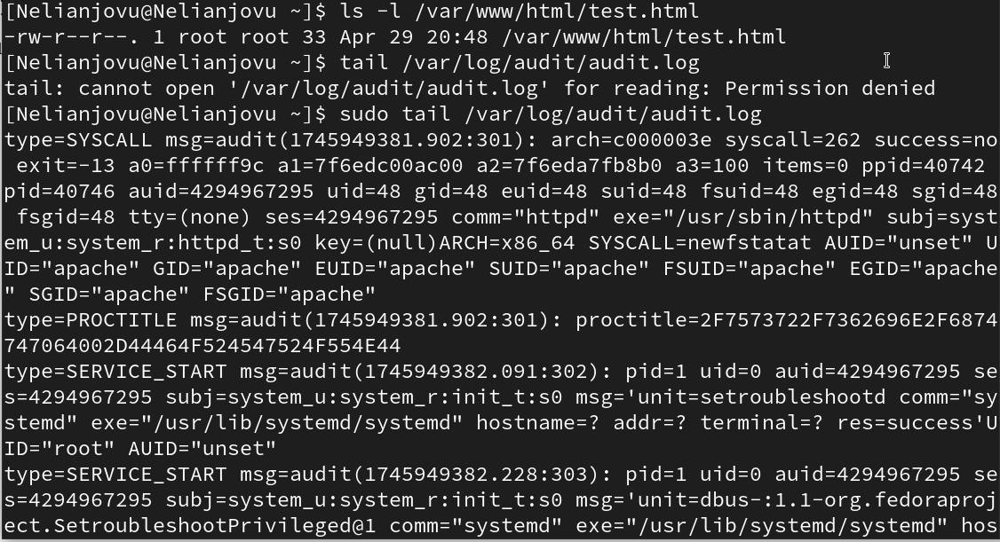 [Nelianjovu@Nelianjovu ~]$ ls -l /var/www/html/test.html
-rw-r--r--. 1 root root 33 Apr 29 20:48 /var/www/html/test.html
[Nelianjovu@Nelianjovu ~]$ tail /var/log/audit/audit.log
tail: cannot open '/var/log/audit/audit.log' for reading: Permission denied
[Nelianjovu@Nelianjovu ~]$ sudo tail /var/log/audit/audit.log
type=SYSCALL msg=audit(1745949381.902:301): arch=c000003e syscall=262 success=no
 exit=-13 a0=ffffff9c a1=7f6edc00ac00 a2=7f6eda7fb8b0 a3=100 items=0 ppid=40742
pid=40746 auid=4294967295 uid=48 gid=48 euid=48 suid=48 fsuid=48 egid=48 sgid=48
 fsgid=48 tty=(none) ses=4294967295 comm="httpd" exe="/usr/sbin/httpd" subj=syst
em_u:system_r:httpd_t:s0 key=(null)ARCH=x86_64 SYSCALL=newfstatat AUID="unset" U
ID="apache" GID="apache" EUID="apache" SUID="apache" FSUID="apache" EGID="apache
" SGID="apache" FSGID="apache"
type=PROCTITLE msg=audit(1745949381.902:301): proctitle=2F7573722F7362696E2F6874
747064002D44464F524547524F554E44
type=SERVICE_START msg=audit(1745949382.091:302): pid=1 uid=0 auid=4294967295 se
s=4294967295 subj=system_u:system_r:init_t:s0 msg='unit=setroubleshootd comm="sy
stemd" exe="/usr/lib/systemd/systemd" hostname=? addr=? terminal=? res=success'U
ID="root" AUID="unset"
type=SERVICE_START msg=audit(1745949382.228:303): pid=1 uid=0 auid=4294967295 se
s=4294967295 subj=system_u:system_r:init_t:s0 msg='unit=dbus-:1.1-org.fedoraproj
ect.SetroubleshootPrivileged@1 comm="systemd" exe="/usr/lib/systemd/systemd" hos